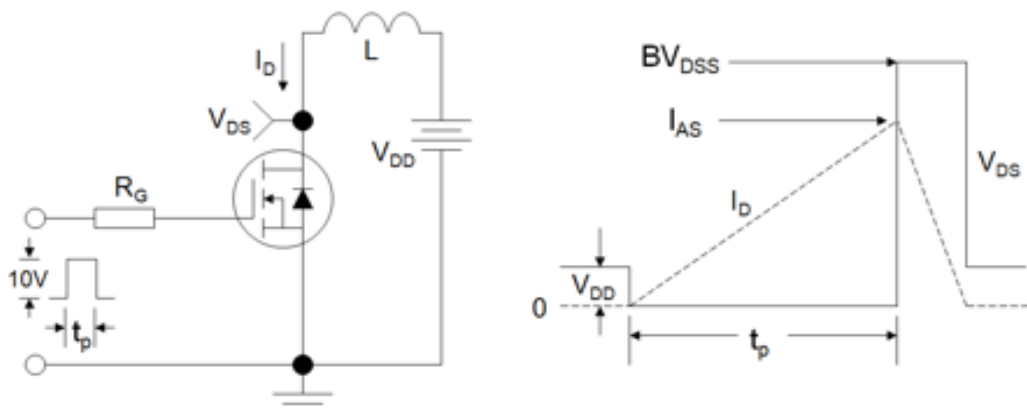 L
I_D
V_DS
V_DD
R_G
10V
t_p
BV_DSS
I_AS
V_DS
I_D
V_DD
0
t_p